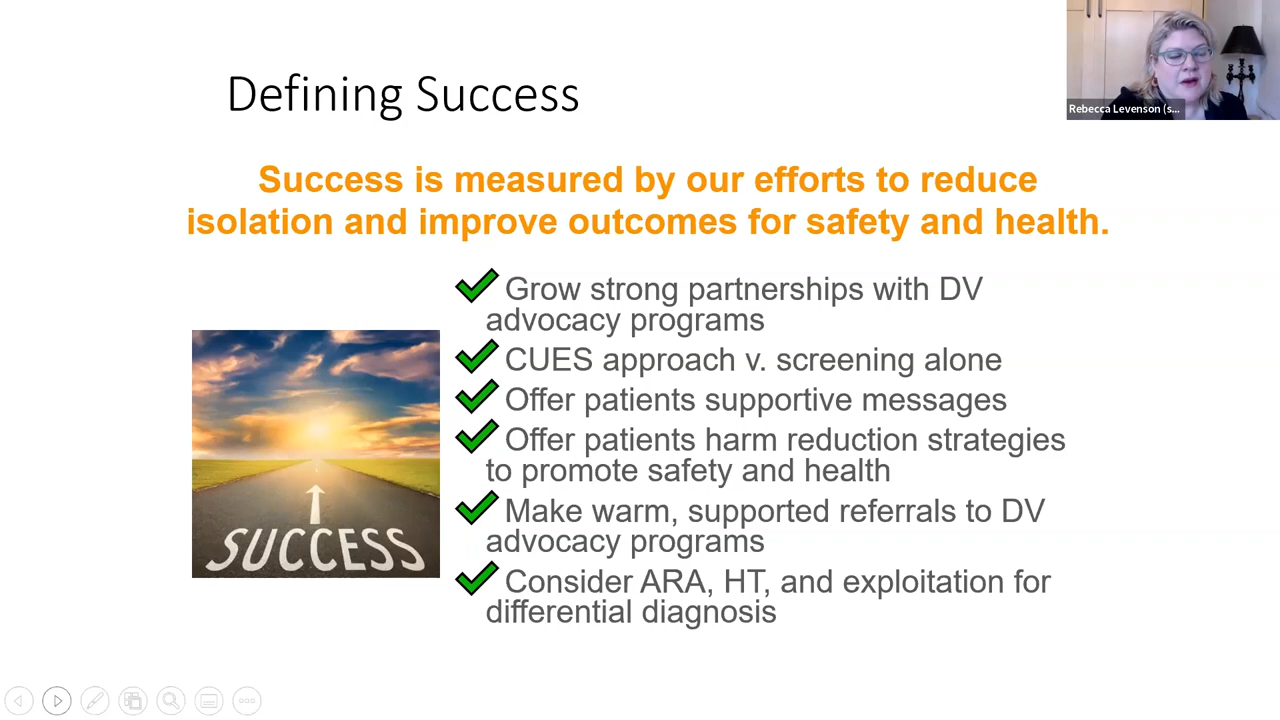 Defining Success
Rebecca Levenson (s...
Success is measured by our efforts to reduce
isolation and improve outcomes for safety and health.
Grow strong partnerships with DV
advocacy programs
CUES approach v. screening alone
Offer patients supportive messages
Offer patients harm reduction strategies
to promote safety and health
Make warm, supported referrals to DV
advocacy programs
Consider ARA, HT, and exploitation for
differential diagnosis
SUCCESS